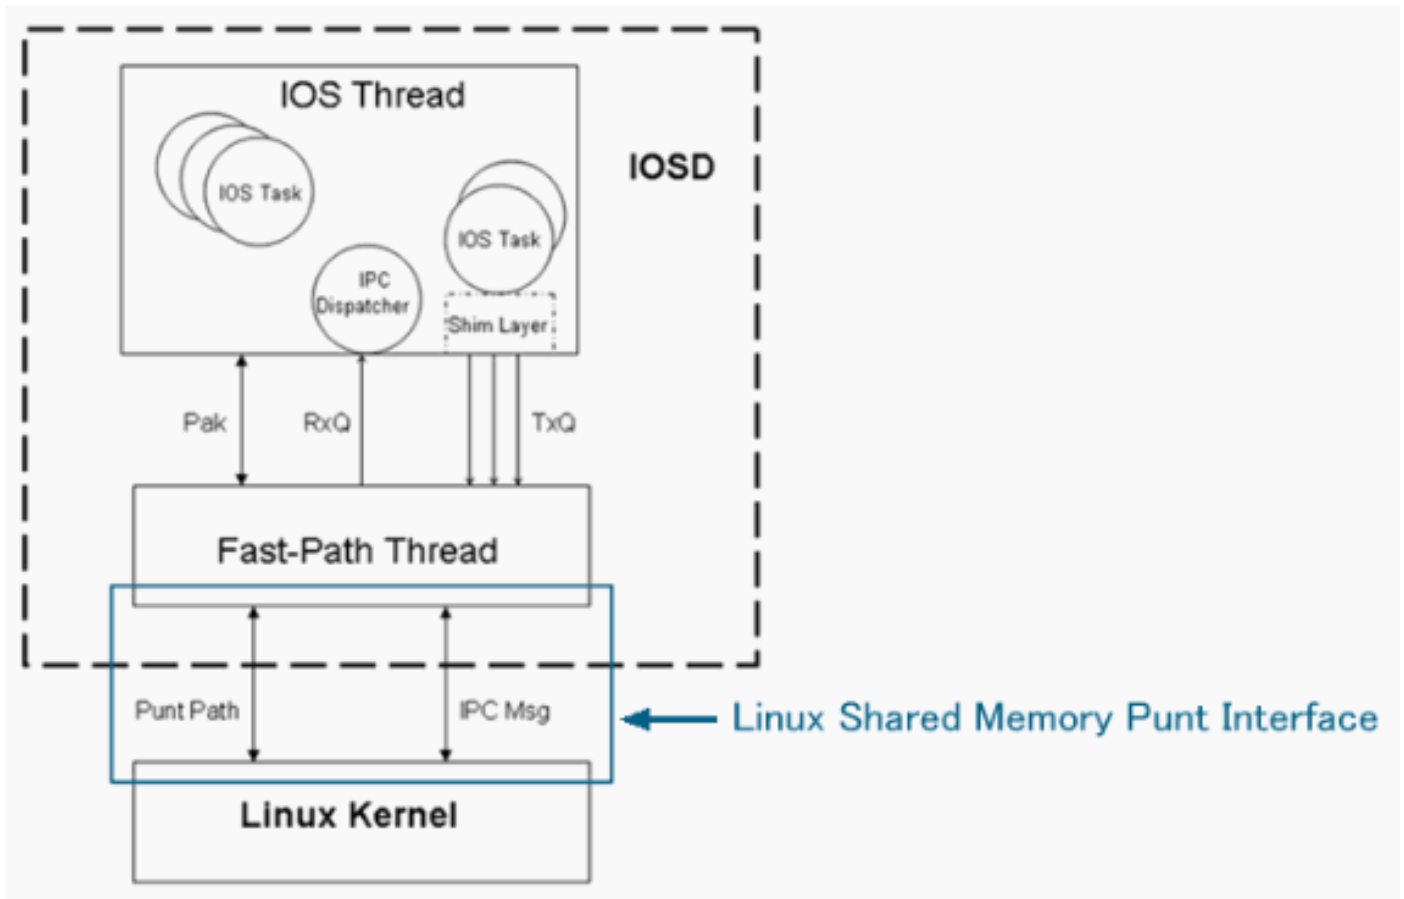 IOS Thread
IOSD
IOS Task
IOS Task
IPC
Dispatcher
Shim Layer
Pak
RxQ
TxQ
Fast-Path Thread
Punt Path
IPC Msg
Linux Shared Memory Punt Interface
Linux Kernel